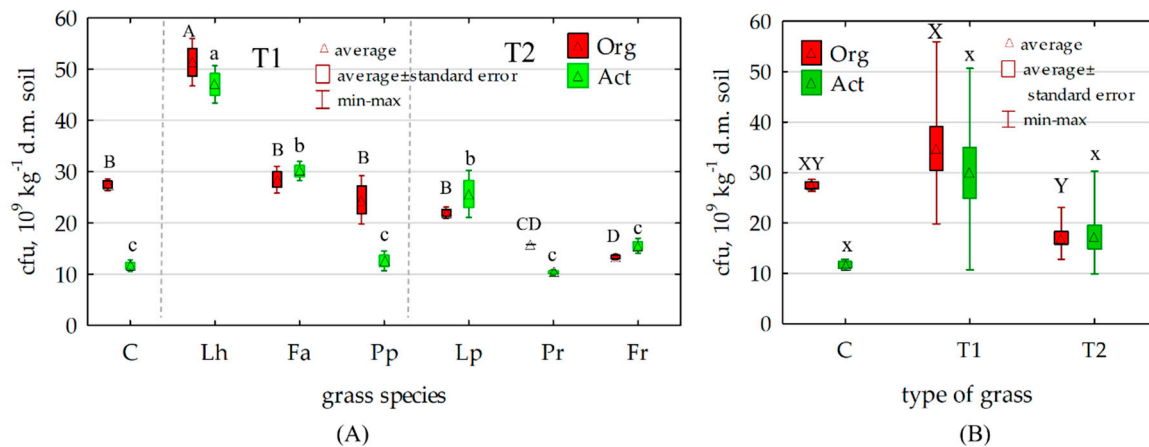 60
50
40
30
20
10
0
cfu, 10⁹ kg⁻¹ d.m. soil
A
a
T1
T2
average
average±standard error
min-max
Org
Act
B
c
B
b
B
c
B
b
CD
c
D
c
C Lh Fa Pp Lp Pr Fr
grass species
(A)
60
50
40
30
20
10
0
cfu, 10⁹ kg⁻¹ d.m. soil
Org
Act
X
x
average
average±
standard error
min-max
XY
x
Y
x
C T1 T2
type of grass
(B)